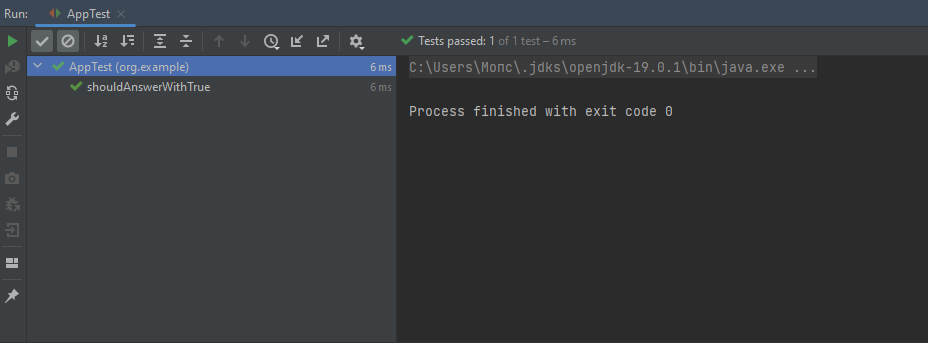 Run: AppTest
Tests passed: 1 of 1 test – 6 ms
AppTest (org.example) 6 ms
shouldAnswerWithTrue 6 ms
C:\Users\Мопс\.jdks\openjdk-19.0.1\bin\java.exe ...
Process finished with exit code 0